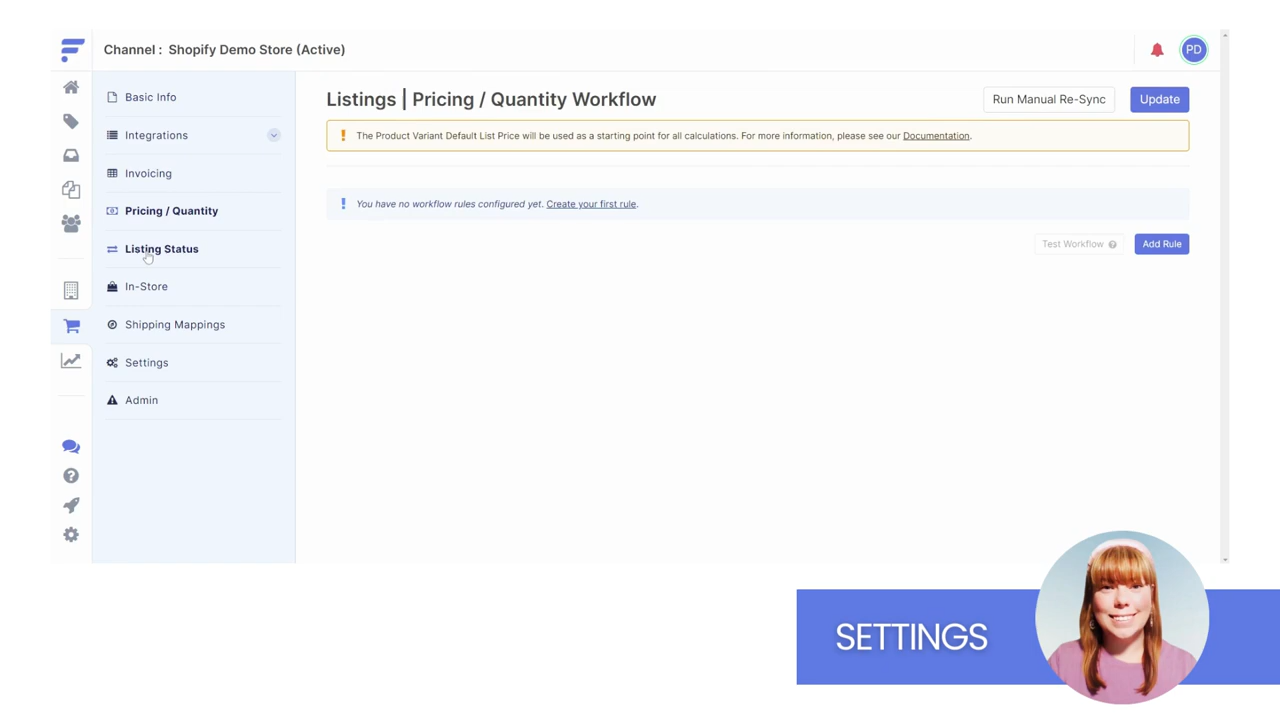 Channel : Shopify Demo Store (Active)
PD
Basic Info
Integrations
Invoicing
Pricing / Quantity
Listing Status
In-Store
Shipping Mappings
Settings
Admin
Listings | Pricing / Quantity Workflow
Run Manual Re-Sync
Update
The Product Variant Default List Price will be used as a starting point for all calculations. For more information, please see our Documentation.
You have no workflow rules configured yet. Create your first rule.
Test Workflow
Add Rule
SETTINGS